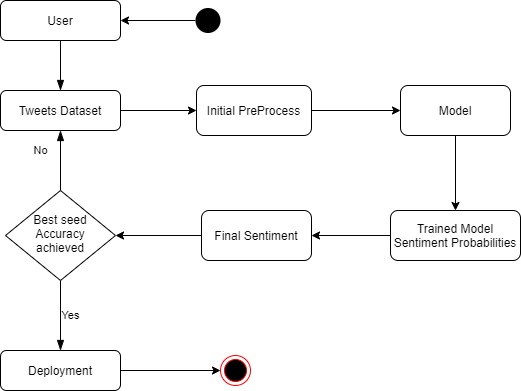 User
Tweets Dataset
Initial PreProcess
Model
No
Best seed
Accuracy
achieved
Final Sentiment
Trained Model
Sentiment Probabilities
Yes
Deployment